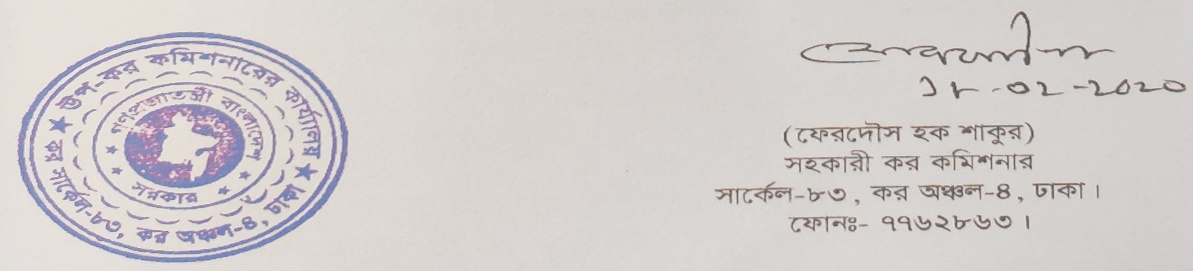 উপ-কর কমিশনারের কার্য্যালয়
গণপ্রজাতন্ত্রী বাংলাদেশ
সরকার
কর সার্কেল-৮৩, কর অঞ্চল-৪, ঢাকা
১৮-০২-২০২০
(ফেরদৌস হক শাকুর)
সহকারী কর কমিশনার
সার্কেল-৮৩, কর অঞ্চল-৪, ঢাকা।
ফোনঃ- ৭৭৬২৮৬৩।